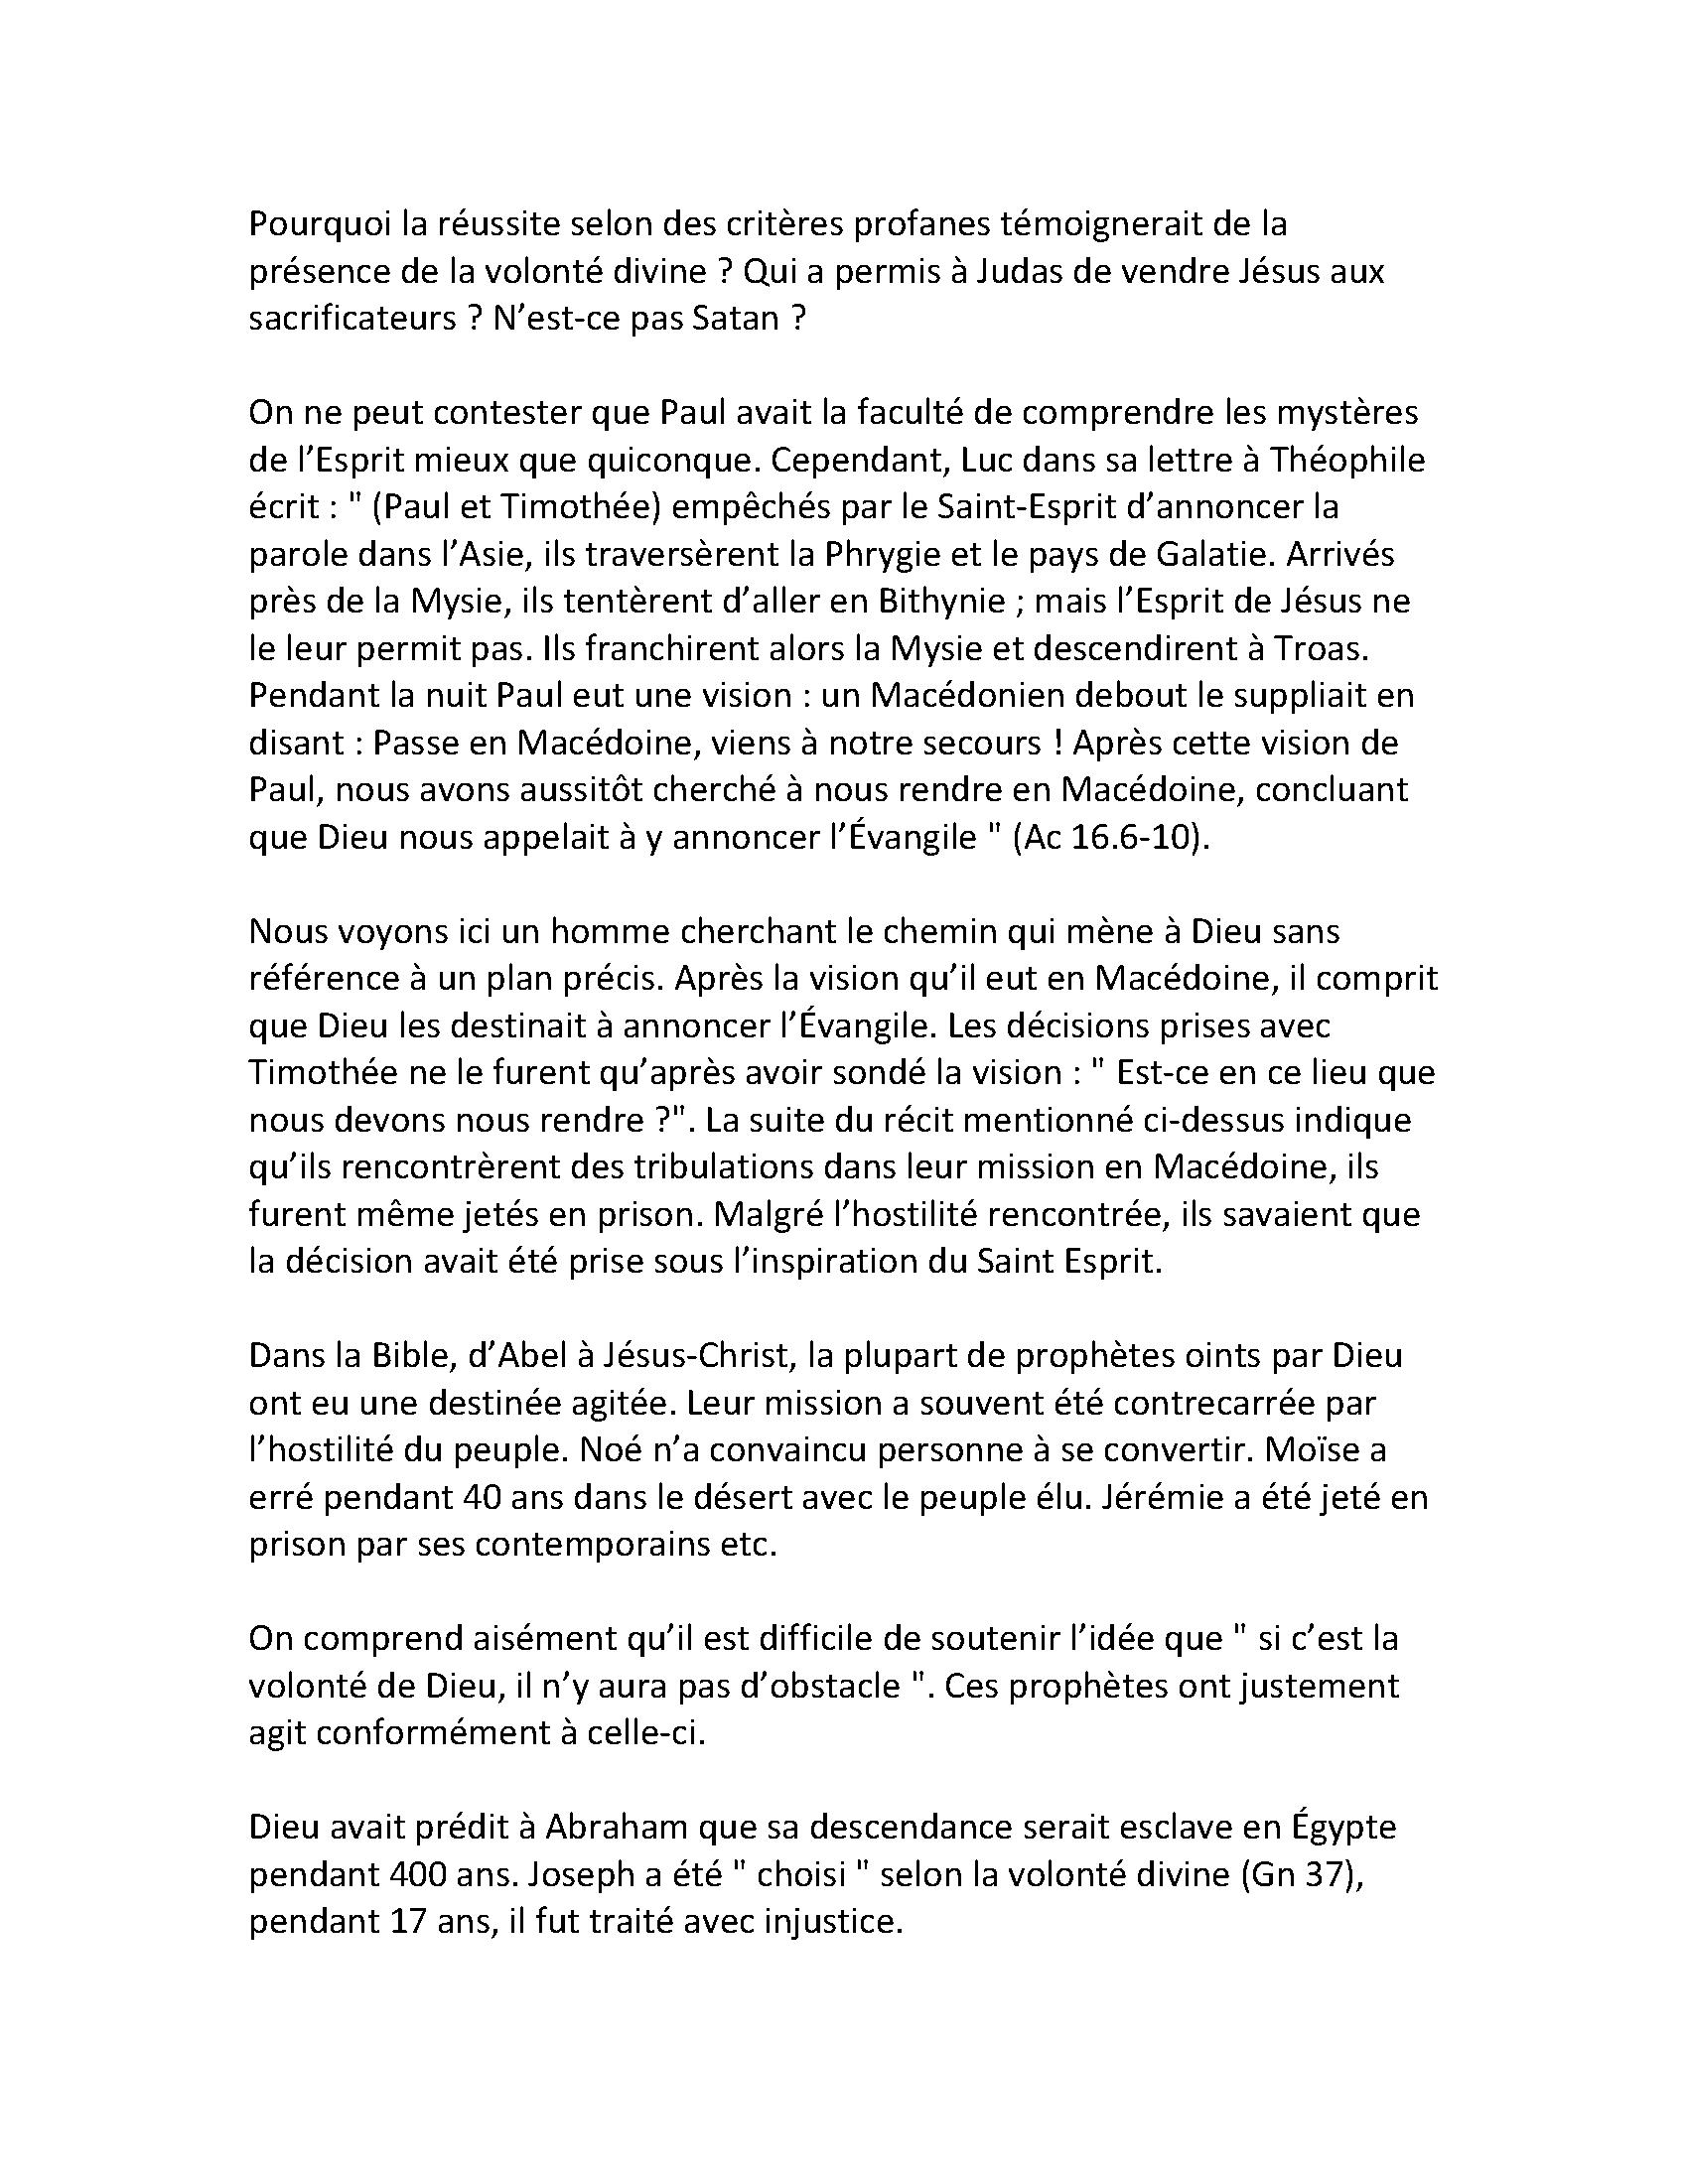 Pourquoi la réussite selon des critères profanes témoignerait de la
présence de la volonté divine ? Qui a permis à Judas de vendre Jésus aux
sacrificateurs ? N’est-ce pas Satan ?
On ne peut contester que Paul avait la faculté de comprendre les mystères
de l’Esprit mieux que quiconque. Cependant, Luc dans sa lettre à Théophile
écrit : " (Paul et Timothée) empêchés par le Saint-Esprit d’annoncer la
parole dans l’Asie, ils traversèrent la Phrygie et le pays de Galatie. Arrivés
près de la Mysie, ils tentèrent d’aller en Bithynie ; mais l’Esprit de Jésus ne
le leur permit pas. Ils franchirent alors la Mysie et descendirent à Troas.
Pendant la nuit Paul eut une vision : un Macédonien debout le suppliait en
disant : Passe en Macédoine, viens à notre secours ! Après cette vision de
Paul, nous avons aussitôt cherché à nous rendre en Macédoine, concluant
que Dieu nous appelait à y annoncer l’Évangile " (Ac 16.6-10).
Nous voyons ici un homme cherchant le chemin qui mène à Dieu sans
référence à un plan précis. Après la vision qu’il eut en Macédoine, il comprit
que Dieu les destinait à annoncer l’Évangile. Les décisions prises avec
Timothée ne le furent qu’après avoir sondé la vision : " Est-ce en ce lieu que
nous devons nous rendre ?". La suite du récit mentionné ci-dessus indique
qu’ils rencontrèrent des tribulations dans leur mission en Macédoine, ils
furent même jetés en prison. Malgré l’hostilité rencontrée, ils savaient que
la décision avait été prise sous l’inspiration du Saint Esprit.
Dans la Bible, d’Abel à Jésus-Christ, la plupart de prophètes oints par Dieu
ont eu une destinée agitée. Leur mission a souvent été contrecarrée par
l’hostilité du peuple. Noé n’a convaincu personne à se convertir. Moïse a
erré pendant 40 ans dans le désert avec le peuple élu. Jérémie a été jeté en
prison par ses contemporains etc.
On comprend aisément qu’il est difficile de soutenir l’idée que " si c’est la
volonté de Dieu, il n’y aura pas d’obstacle ". Ces prophètes ont justement
agit conformément à celle-ci.
Dieu avait prédit à Abraham que sa descendance serait esclave en Égypte
pendant 400 ans. Joseph a été " choisi " selon la volonté divine (Gn 37),
pendant 17 ans, il fut traité avec injustice.